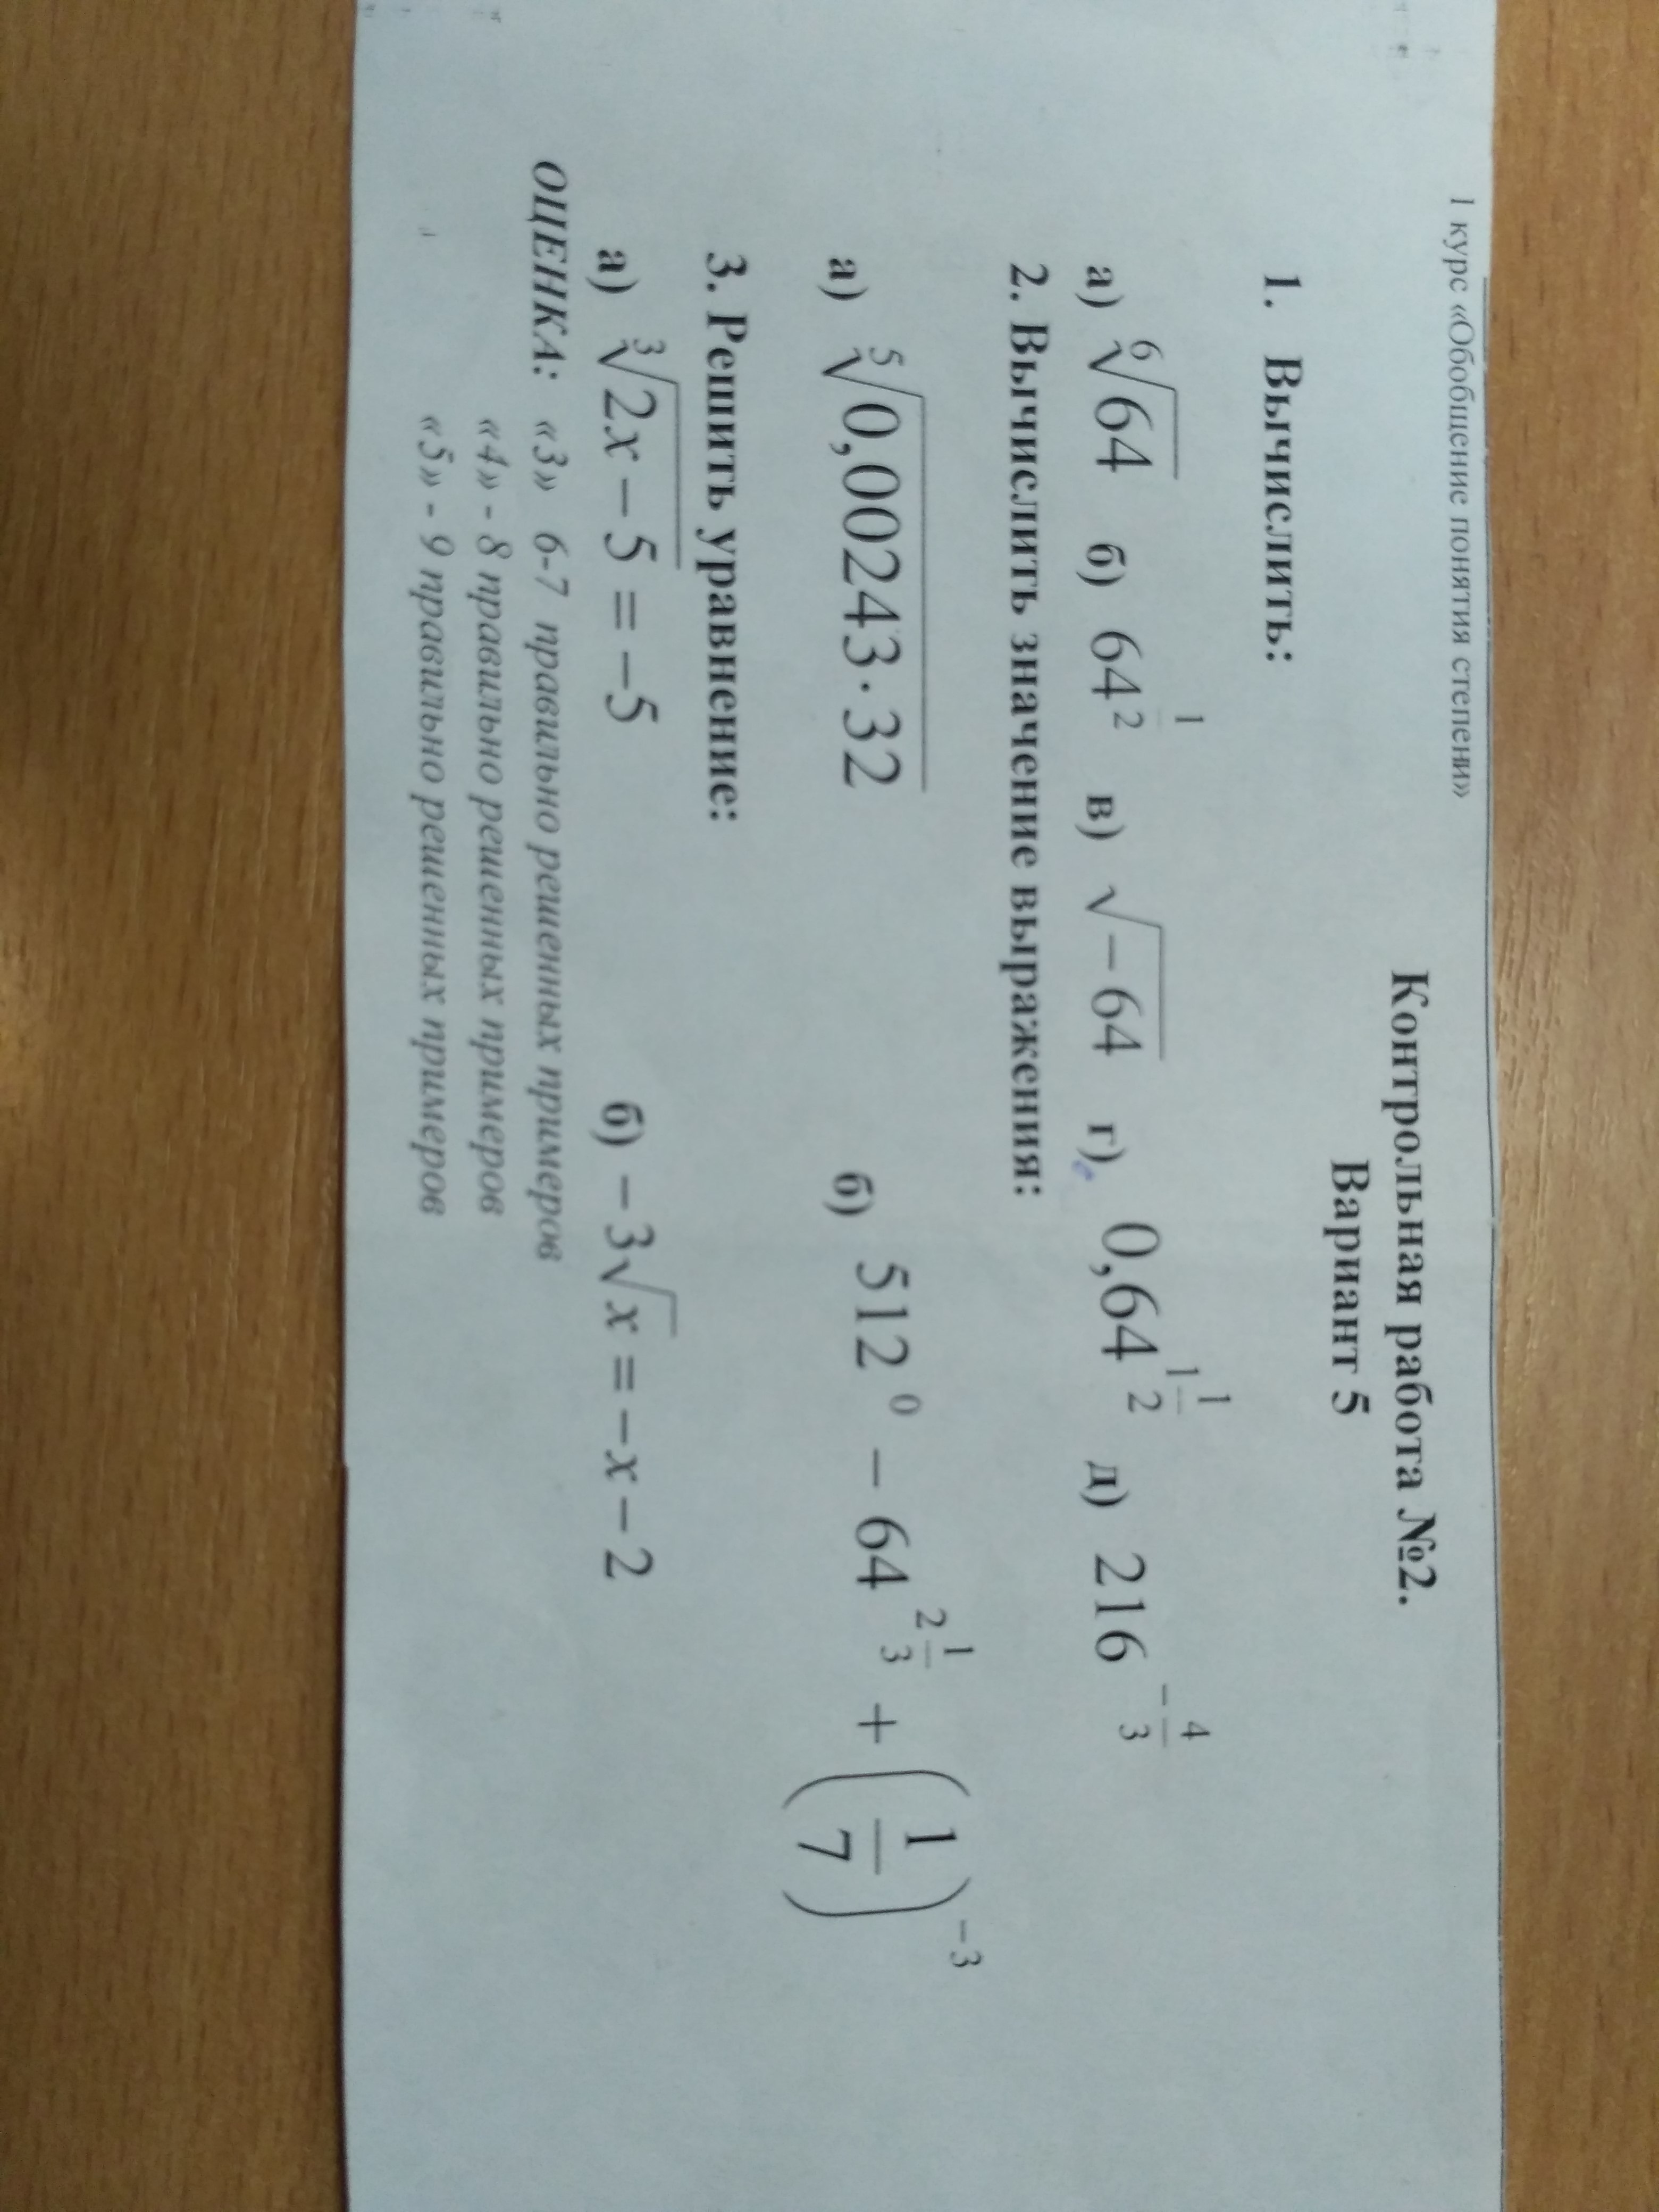 1 курс «Обобщение понятия степени»
Контрольная работа №2.
Вариант 5
1. Вычислить:
а) ⁶√64 б) 64^(1/2) в) √−64 г) 0,64^(1 1/2) д) 216^(−4/3)
2. Вычислить значение выражения:
а) ⁵√0,00243·32 б) 512⁰ − 64^(2 1/3) + (1/7)⁻³
3. Решить уравнение:
а) ³√2x−5 = −5 б) −3√x = −x−2
ОЦЕНКА: «3» 6-7 правильно решенных примеров
«4» - 8 правильно решенных примеров
«5» - 9 правильно решенных примеров